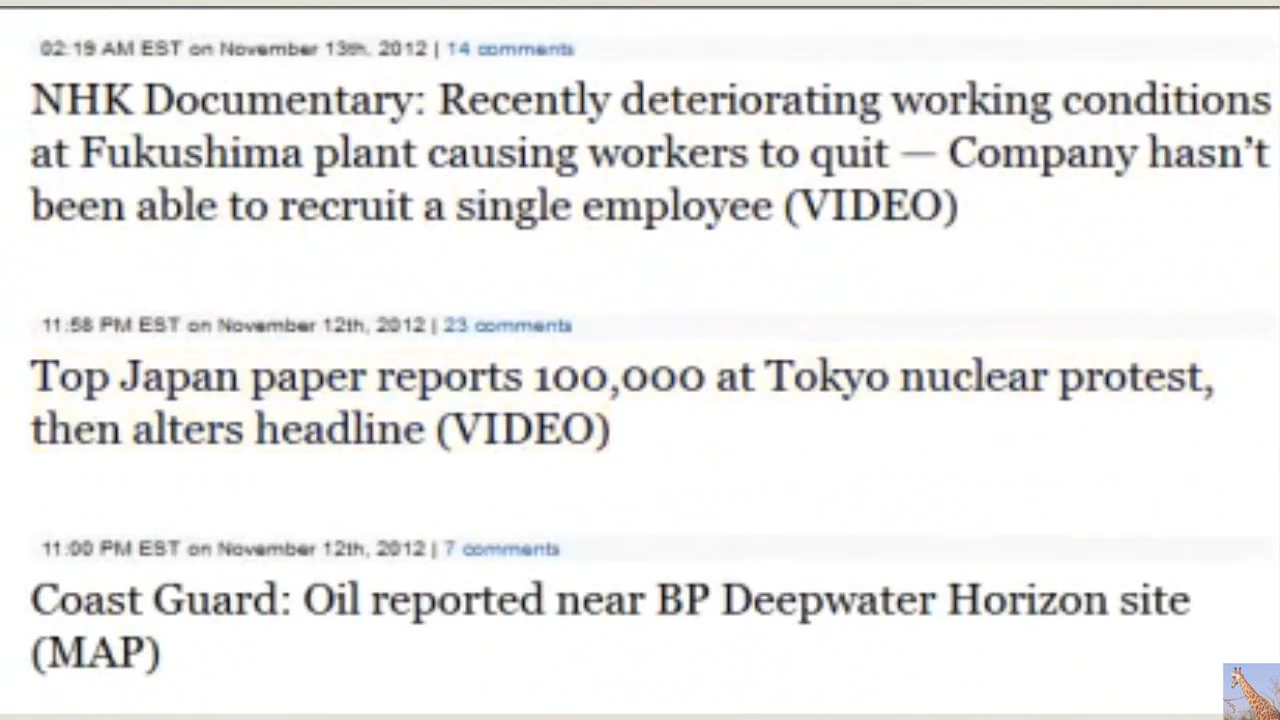 02:19 AM EST on November 13th, 2012 | 14 comments
NHK Documentary: Recently deteriorating working conditions
at Fukushima plant causing workers to quit — Company hasn’t
been able to recruit a single employee (VIDEO)
11:58 PM EST on November 12th, 2012 | 23 comments
Top Japan paper reports 100,000 at Tokyo nuclear protest,
then alters headline (VIDEO)
11:00 PM EST on November 12th, 2012 | 7 comments
Coast Guard: Oil reported near BP Deepwater Horizon site
(MAP)